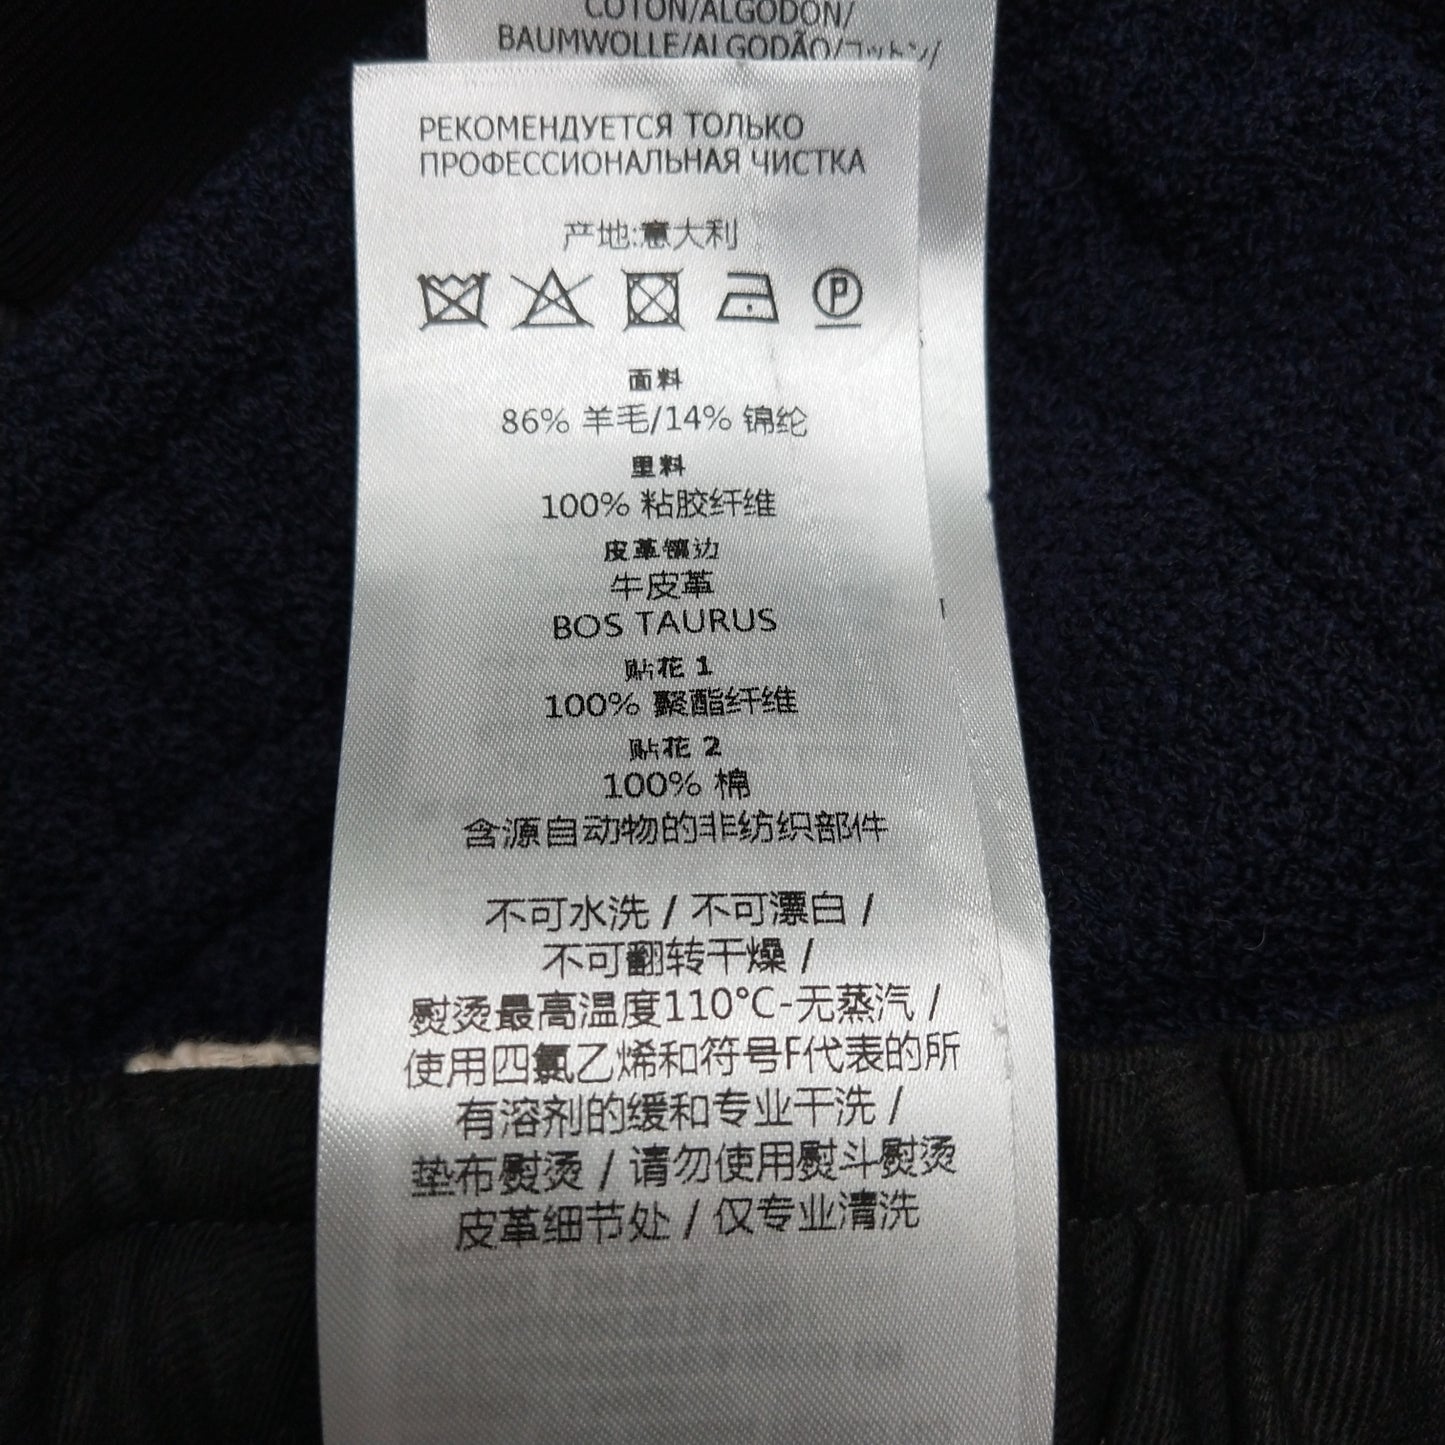 COTON/ALGODON/
BAUMWOLLE/ALGODÃO/コットン/
РЕКОМЕНДУЕТСЯ ТОЛЬКО
ПРОФЕССИОНАЛЬНАЯ ЧИСТКА
产地:意大利
P
面料
86% 羊毛/14% 锦纶
里料
100% 粘胶纤维
皮革镶边
牛皮革
BOS TAURUS
贴花 1
100% 聚酯纤维
贴花 2
100% 棉
含源自动物的非纺织部件
不可水洗 / 不可漂白 /
不可翻转干燥 /
熨烫最高温度110°C-无蒸汽 /
使用四氯乙烯和符号F代表的所
有溶剂的缓和专业干洗 /
垫布熨烫 / 请勿使用熨斗熨烫
皮革细节处 / 仅专业清洗